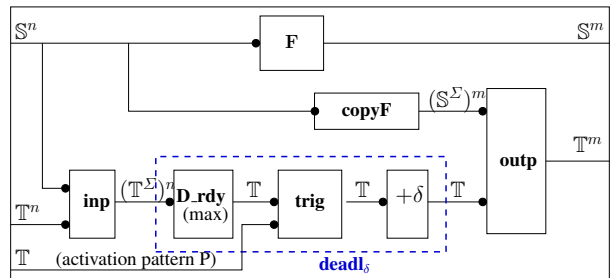 𝕊ⁿ 𝕊ᵐ
F
copyF (𝕊^Σ)ᵐ
𝕋ᵐ
outp
inp (𝕋^Σ)ⁿ D_rdy 𝕋 trig 𝕋 +δ 𝕋
(max)
𝕋ⁿ
𝕋 (activation pattern P)
deadl_δ